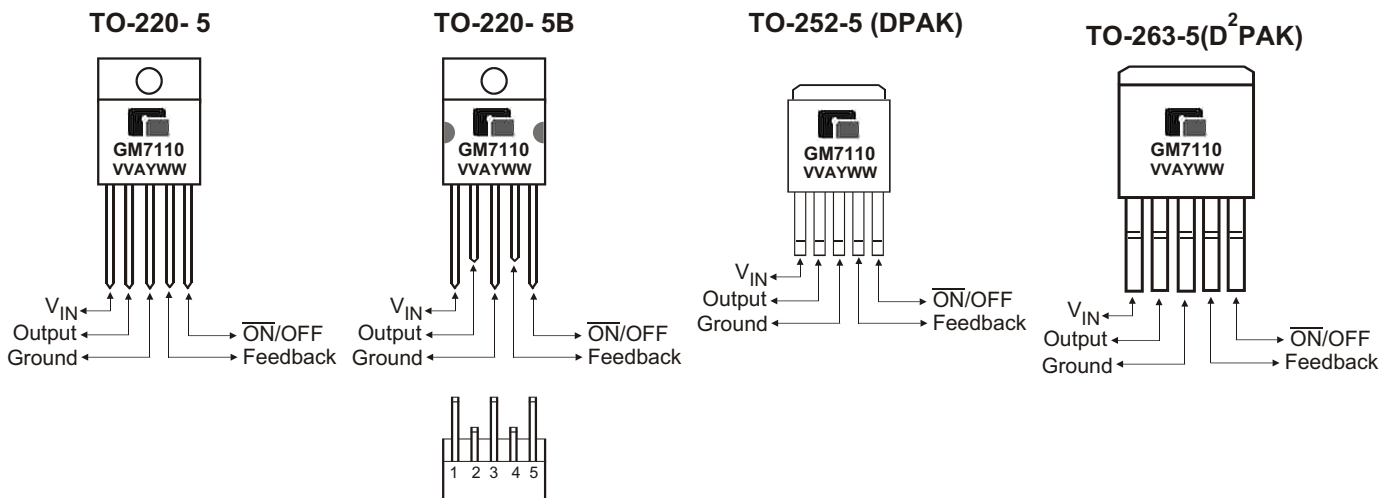 TO-220- 5
GM7110
VVAYWW
VIN
Output
Ground
ON/OFF
Feedback
TO-220- 5B
GM7110
VVAYWW
VIN
Output
Ground
ON/OFF
Feedback
1 2 3 4 5
TO-252-5 (DPAK)
GM7110
VVAYWW
VIN
Output
Ground
ON/OFF
Feedback
TO-263-5(D²PAK)
GM7110
VVAYWW
VIN
Output
Ground
ON/OFF
Feedback